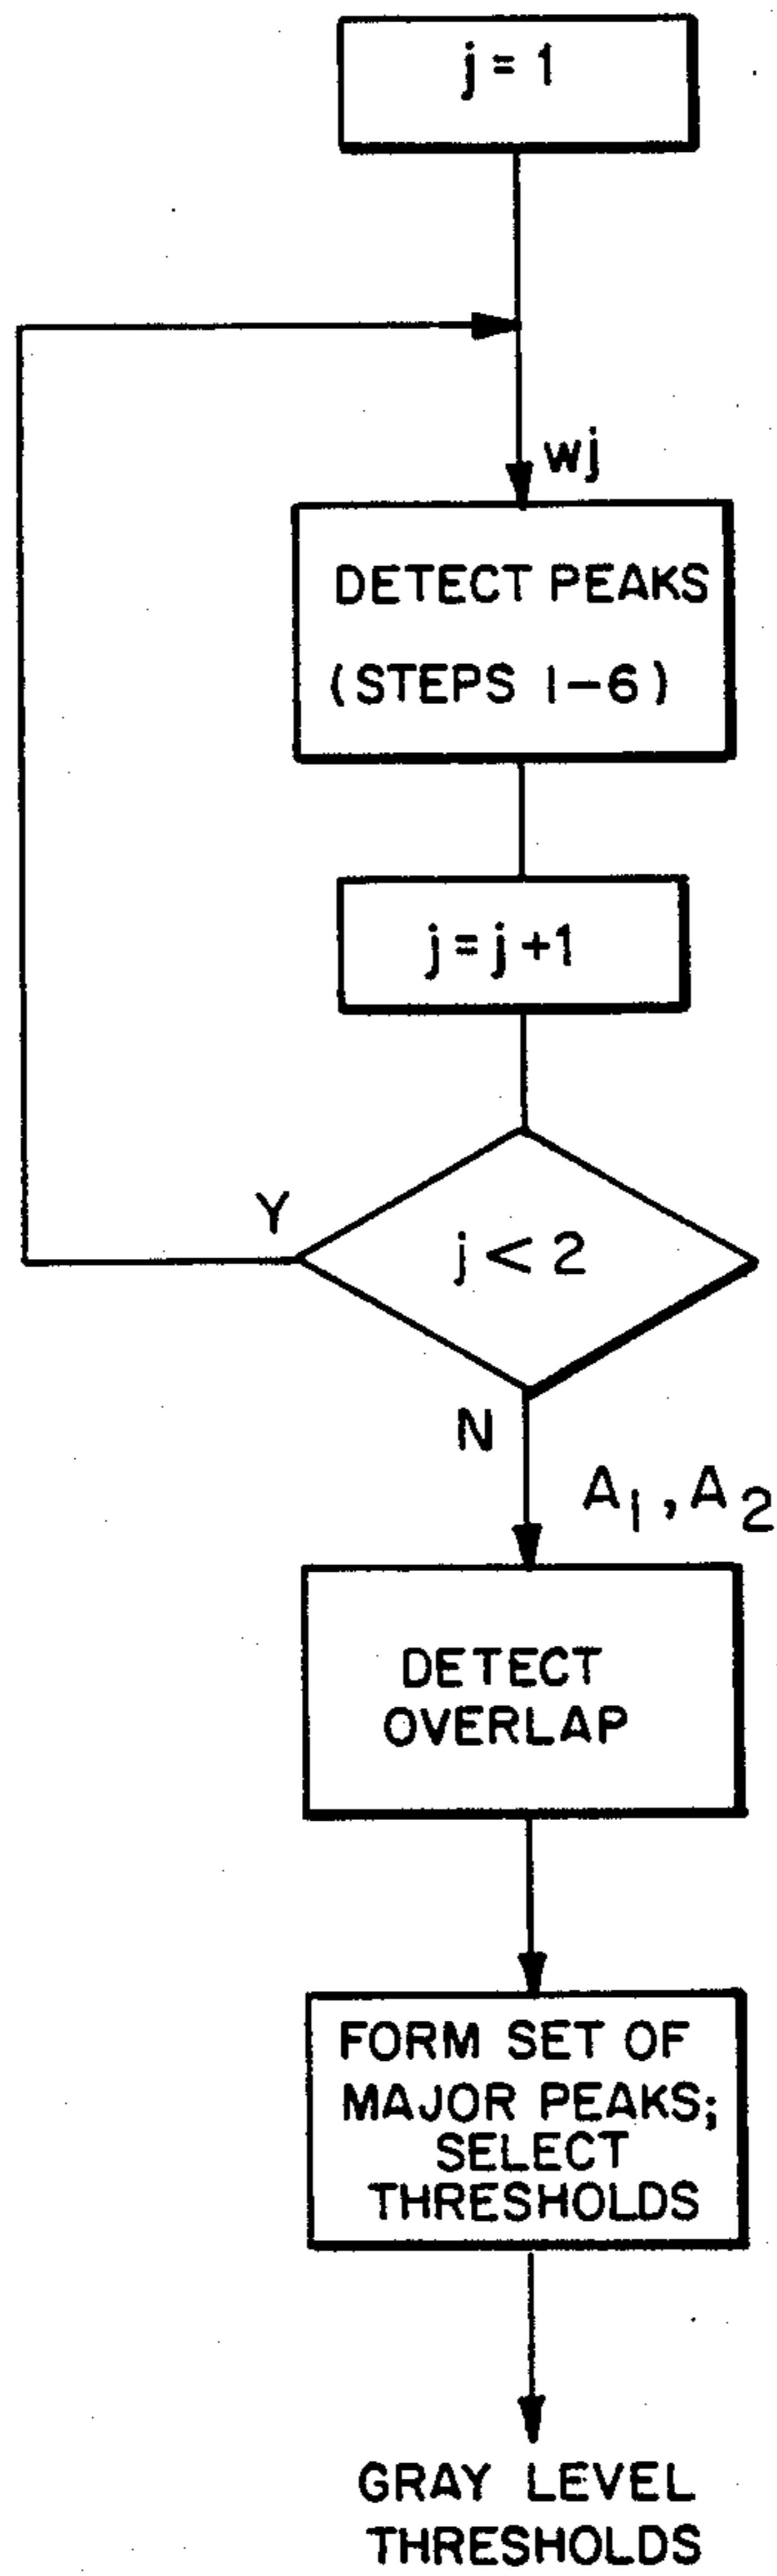 j = 1
wj
DETECT PEAKS
(STEPS 1-6)
j = j +1
Y
j < 2
N
A1, A2
DETECT
OVERLAP
FORM SET OF
MAJOR PEAKS;
SELECT
THRESHOLDS
GRAY LEVEL
THRESHOLDS